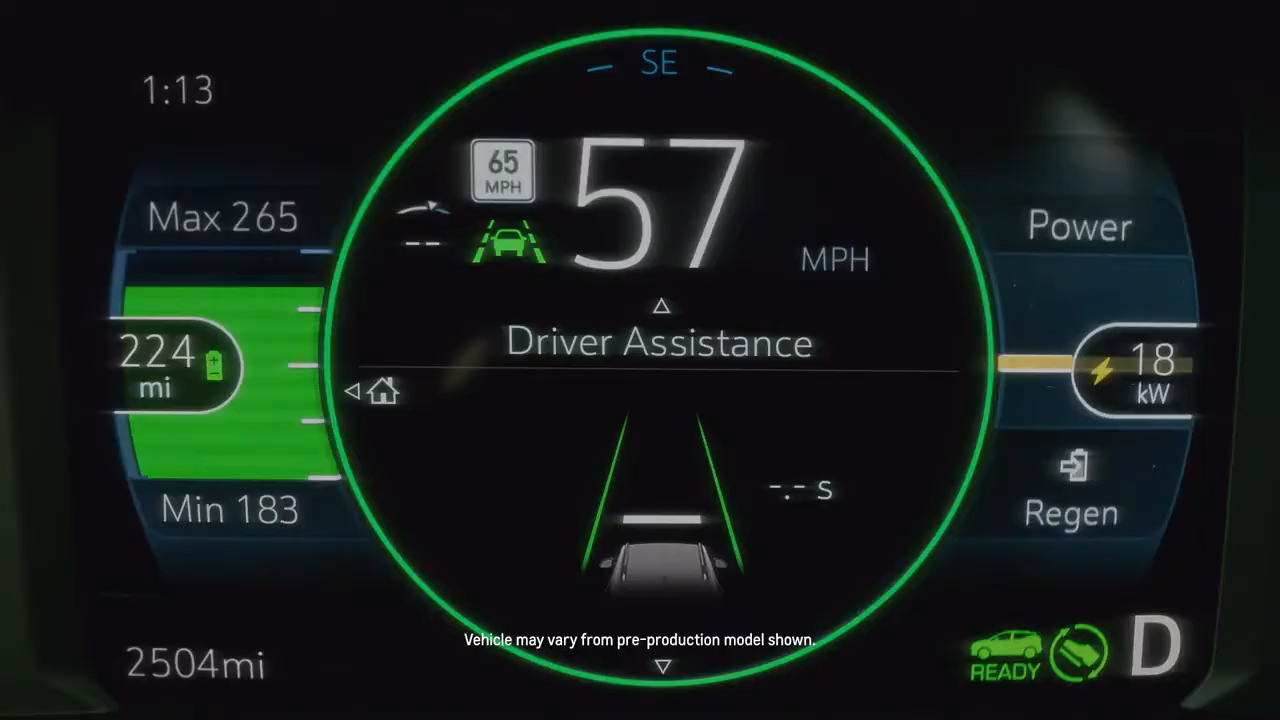 SE
1:13
65
MPH
57
MPH
Max 265
Power
Driver Assistance
224
mi
18
kW
-.- s
Min 183
Regen
Vehicle may vary from pre-production model shown.
2504mi
READY
D